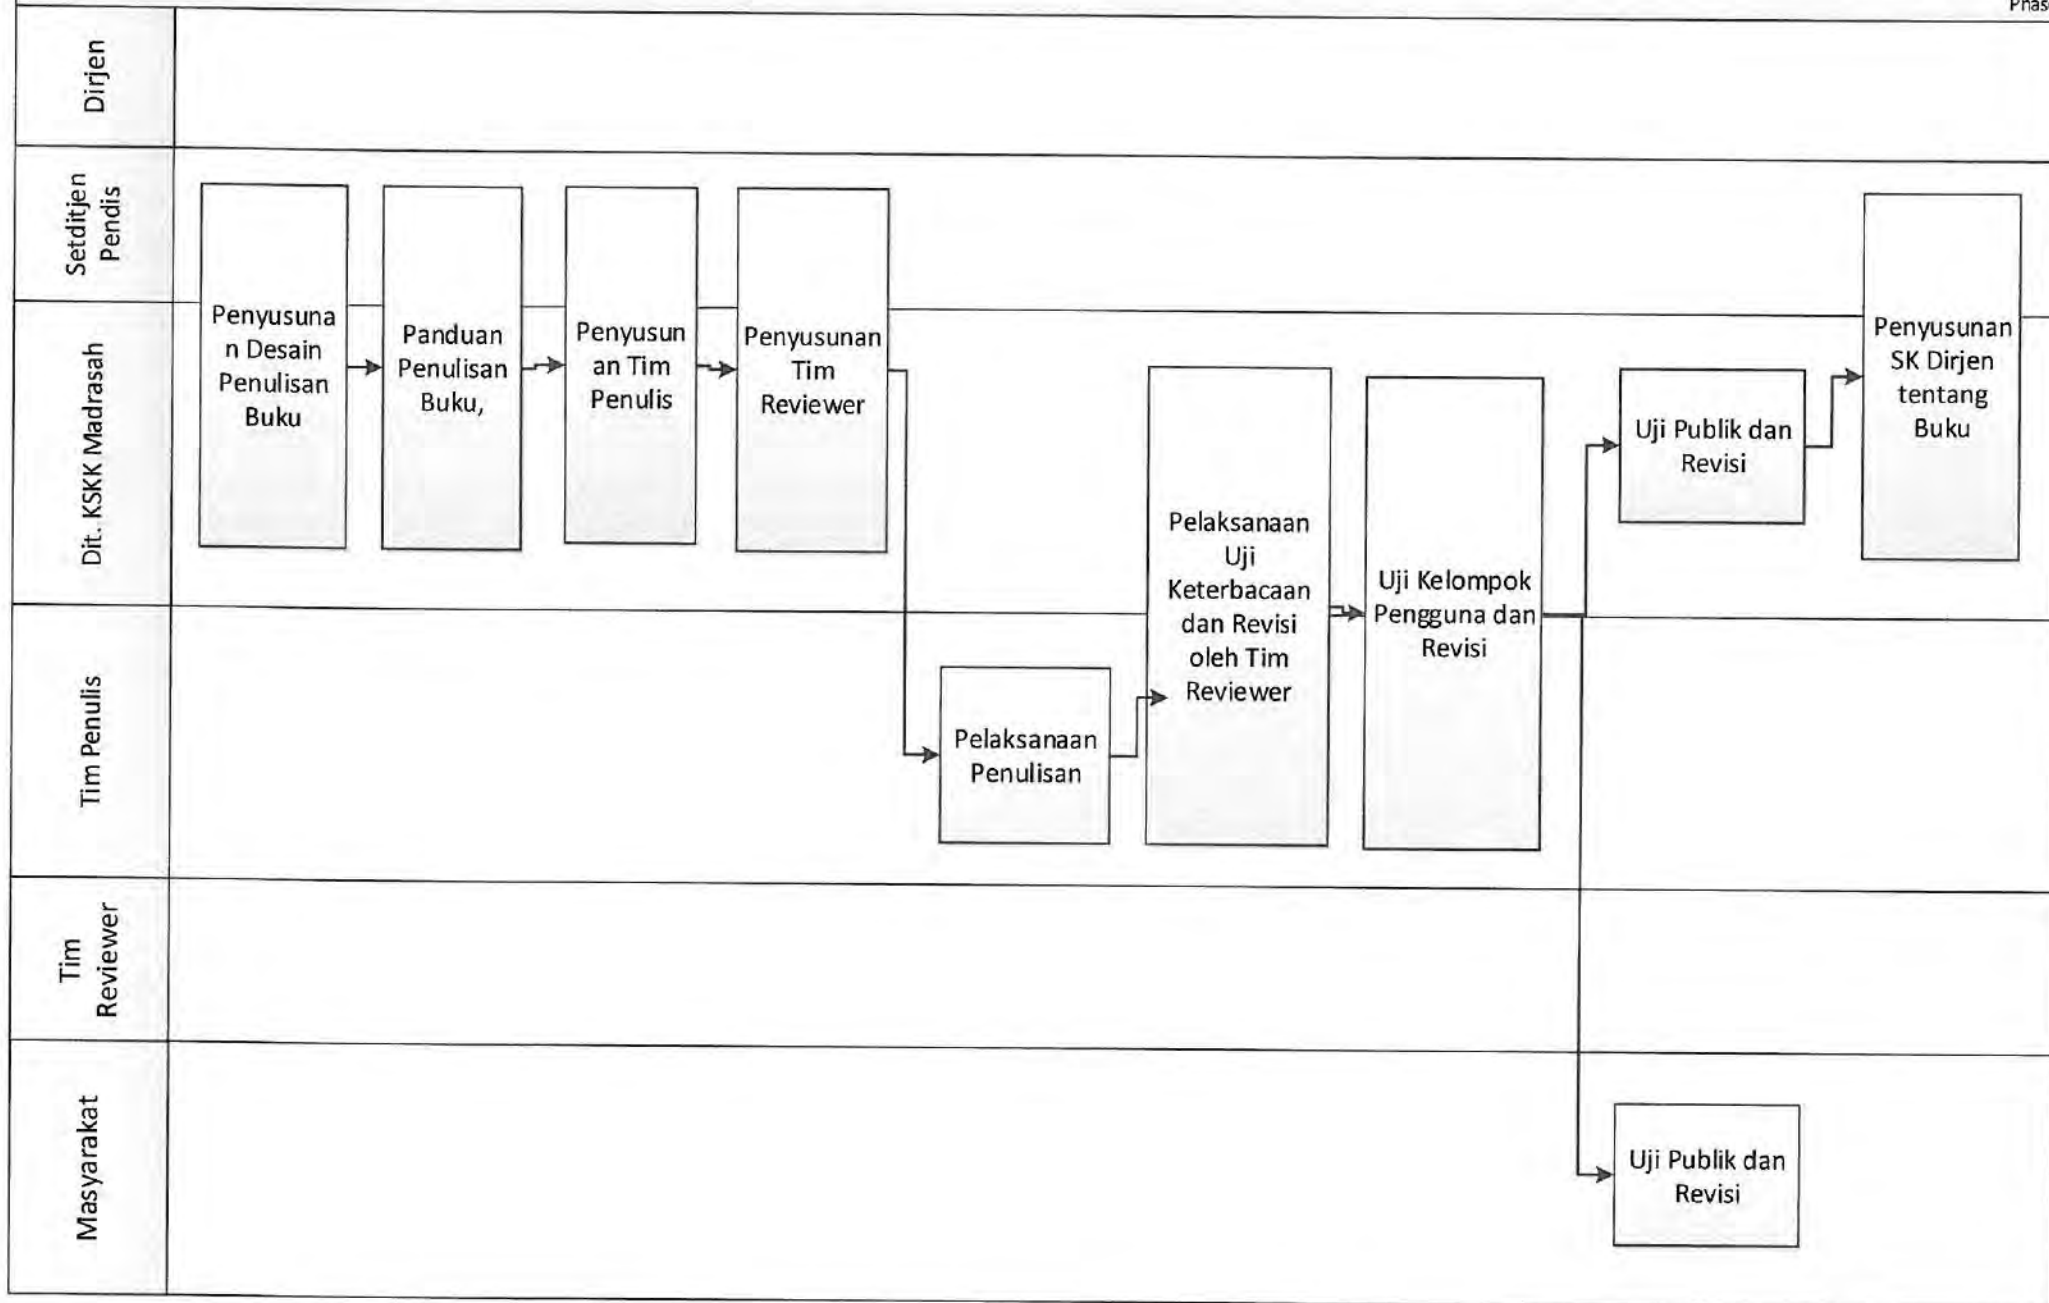 Phas
Dirjen
Setditjen
Pendis
Penyusuna
n Desain
Penulisan
Buku
Panduan
Penulisan
Buku,
Penyusun
an Tim
Penulis
Penyusunan
Tim
Reviewer
Penyusunan
SK Dirjen
tentang
Buku
Dit. KSKK Madrasah
Uji Publik dan
Revisi
Pelaksanaan
Uji
Keterbacaan
dan Revisi
oleh Tim
Reviewer
Uji Kelompok
Pengguna dan
Revisi
Tim Penulis
Pelaksanaan
Penulisan
Tim
Reviewer
Masyarakat
Uji Publik dan
Revisi